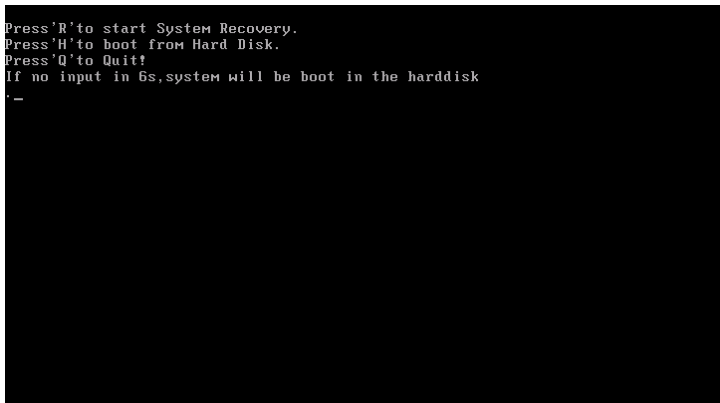 Press'R'to start System Recovery.
Press'H'to boot from Hard Disk.
Press'Q'to Quit!
If no input in 6s,system will be boot in the harddisk
._